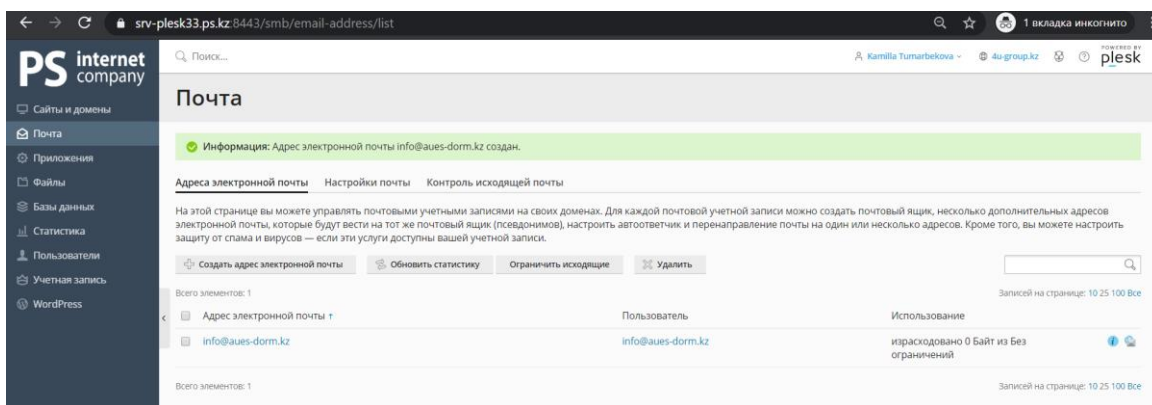 srv-plesk33.ps.kz:8443/smb/email-address/list
1 вкладка инкогнито
PS internet company
Поиск...
Kamilla Tumarbekova
4u-group.kz
POWERED BY
plesk
Сайты и домены
Почта
Приложения
Файлы
Базы данных
Статистика
Пользователи
Учетная запись
WordPress
Почта
Информация: Адрес электронной почты info@aues-dorm.kz создан.
Адреса электронной почты Настройки почты Контроль исходящей почты
На этой странице вы можете управлять почтовыми учетными записями на своих доменах. Для каждой почтовой учетной записи можно создать почтовый ящик, несколько дополнительных адресов
электронной почты, которые будут вести на тот же почтовый ящик (псевдонимов), настроить автоответчик и перенаправление почты на один или несколько адресов. Кроме того, вы можете настроить
защиту от спама и вирусов — если эти услуги доступны вашей учетной записи.
Создать адрес электронной почты Обновить статистику Ограничить исходящие Удалить
Всего элементов: 1 Записей на странице: 10 25 100 Все
Адрес электронной почты ↑ Пользователь Использование
info@aues-dorm.kz info@aues-dorm.kz израсходовано 0 Байт из Без
ограничений
Всего элементов: 1 Записей на странице: 10 25 100 Все